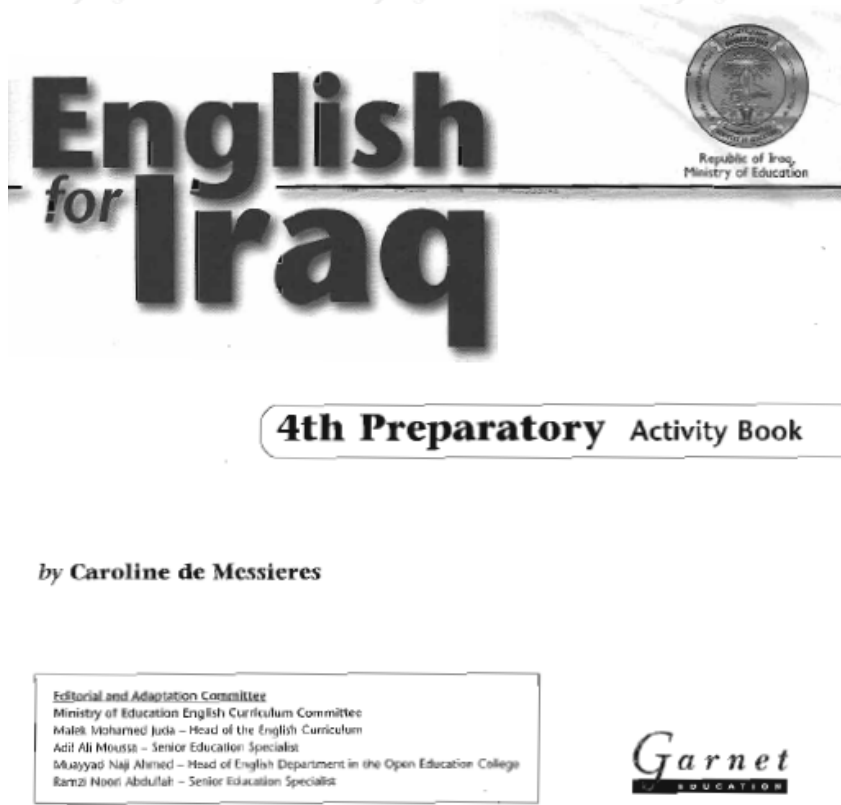 English
for Iraq
Republic of Iraq,
Ministry of Education
4th Preparatory Activity Book
by Caroline de Messieres
Editorial and Adaptation Committee
Ministry of Education English Curriculum Committee
Malek Mohamed Juda – Head of the English Curriculum
Adil Ali Moussa – Senior Education Specialist
Muayyad Naji Ahmed – Head of English Department in the Open Education College
Ramzi Noori Abdullah – Senior Education Specialist
Garnet
EDUCATION